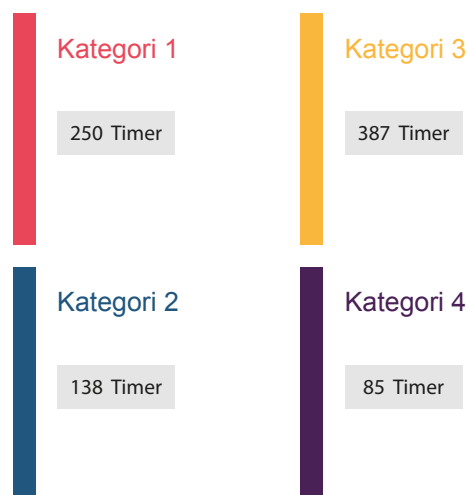 Kategori 1
250 Timer
Kategori 3
387 Timer
Kategori 2
138 Timer
Kategori 4
85 Timer